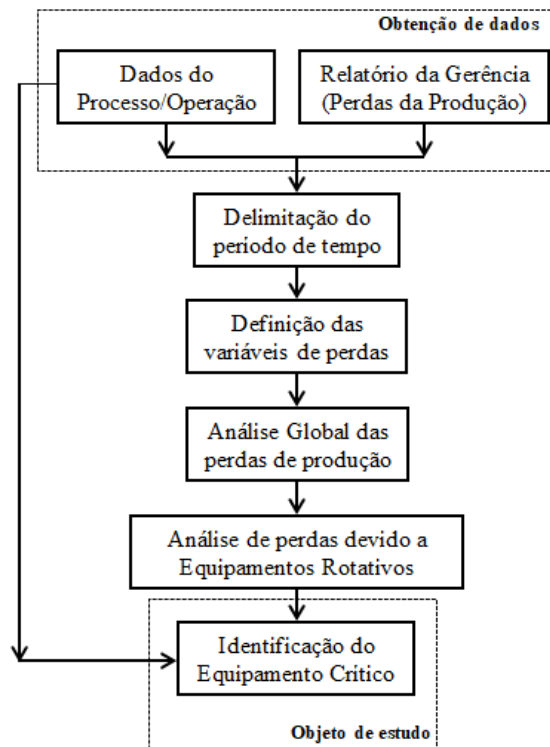 Obtenção de dados
Dados do
Processo/Operação
Relatório da Gerência
(Perdas da Produção)
Delimitação do
período de tempo
Definição das
variáveis de perdas
Análise Global das
perdas de produção
Análise de perdas devido a
Equipamentos Rotativos
Identificação do
Equipamento Crítico
Objeto de estudo